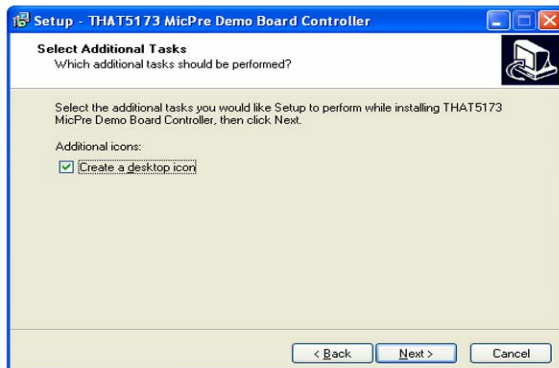 Setup - THAT5173 MicPre Demo Board Controller
Select Additional Tasks
Which additional tasks should be performed?
Select the additional tasks you would like Setup to perform while installing THAT5173
MicPre Demo Board Controller, then click Next.
Additional icons:
Create a desktop icon
< Back Next > Cancel